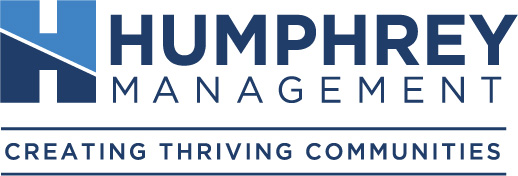 HUMPHREY
MANAGEMENT
CREATING THRIVING COMMUNITIES